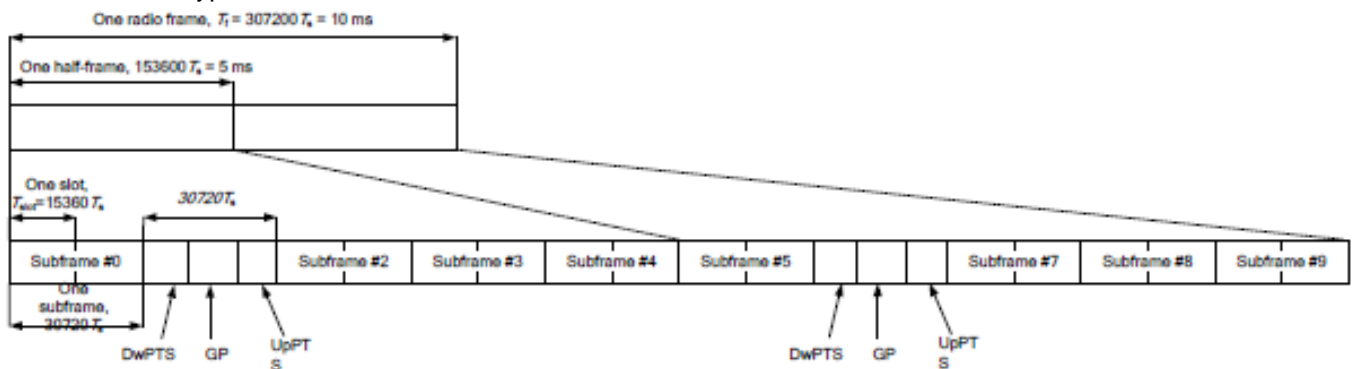 One radio frame, Tf = 307200 Ts = 10 ms
One half-frame, 153600 Ts = 5 ms
One slot,
Tslot=15360 Ts
30720Ts
Subframe #0
Subframe #2
Subframe #3
Subframe #4
Subframe #5
Subframe #7
Subframe #8
Subframe #9
One
subframe,
30720 Ts
DwPTS
GP
UpPT
S
DwPTS
GP
UpPT
S